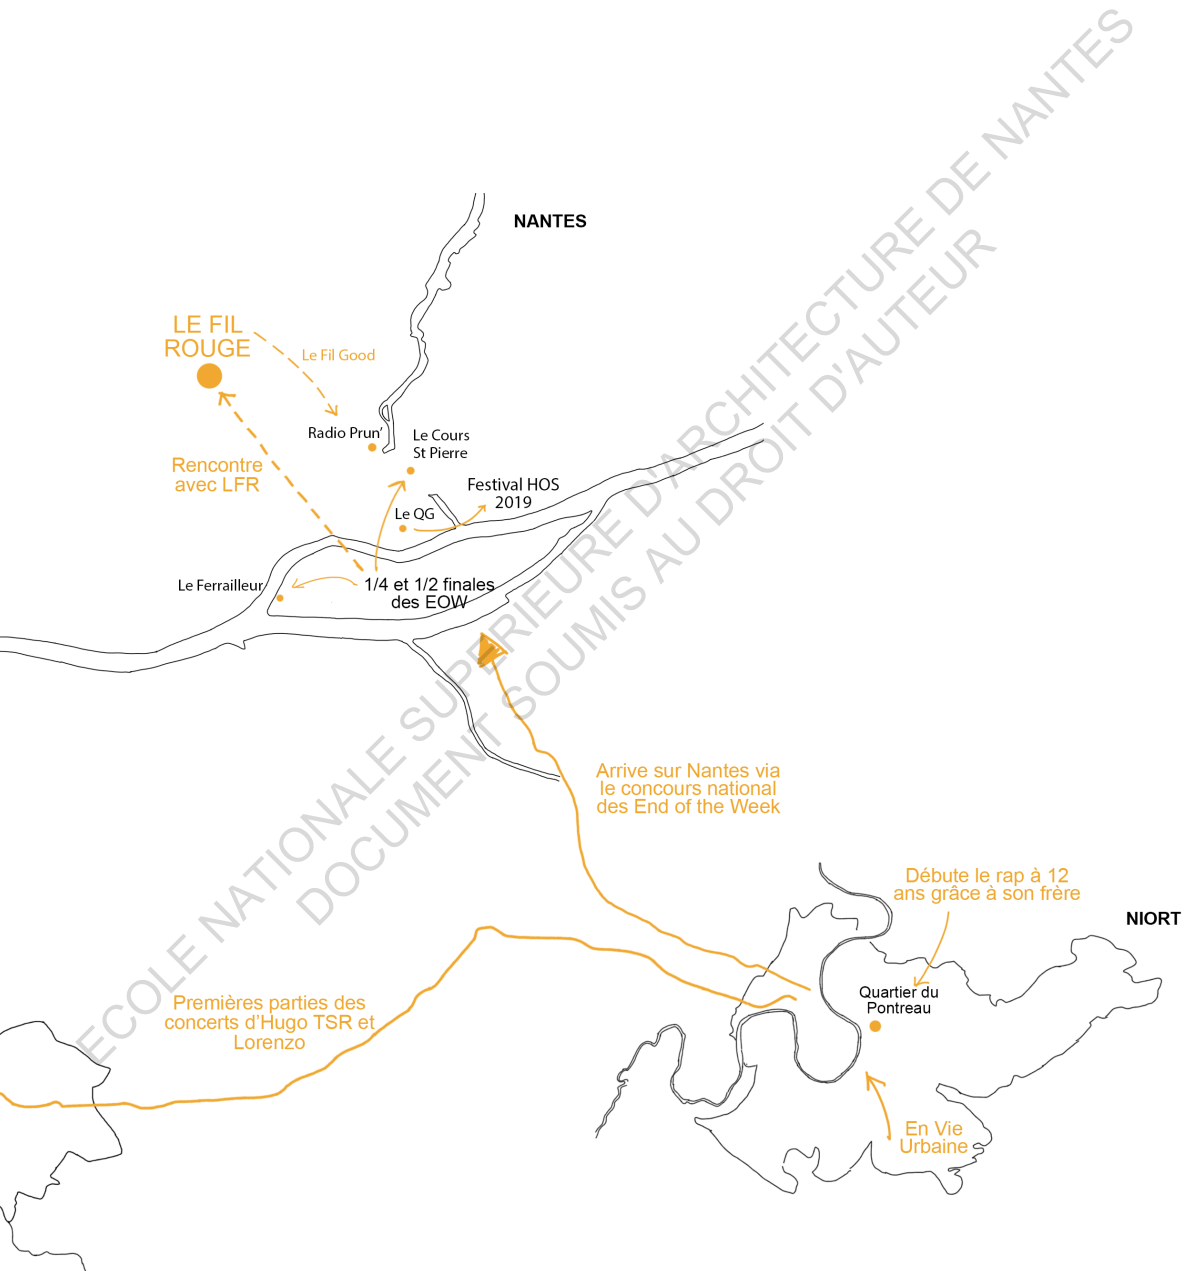 NANTES
LE FIL
ROUGE
Le Fil Good
Radio Prun'
Le Cours
St Pierre
Rencontre
avec LFR
Festival HOS
2019
Le QG
Le Ferrailleur
1/4 et 1/2 finales
des EOW
Arrive sur Nantes via
le concours national
des End of the Week
Débute le rap à 12
ans grâce à son frère
NIORT
Quartier du
Pontreau
Premières parties des
concerts d'Hugo TSR et
Lorenzo
En Vie
Urbaine
ECOLE NATIONALE SUPERIEURE D'ARCHITECTURE DE NANTES
DOCUMENT SOUMIS AU DROIT D'AUTEUR